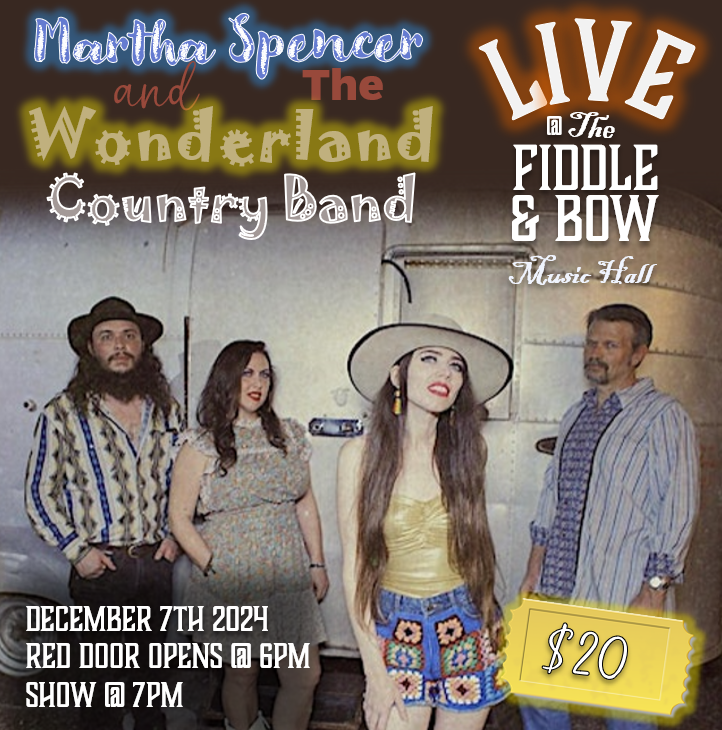 Martha Spencer
and The
Wonderland
Country Band
LIVE
@ The
FIDDLE
& BOW
Music Hall
DECEMBER 7TH 2024
RED DOOR OPENS @ 6PM
SHOW @ 7PM
$20